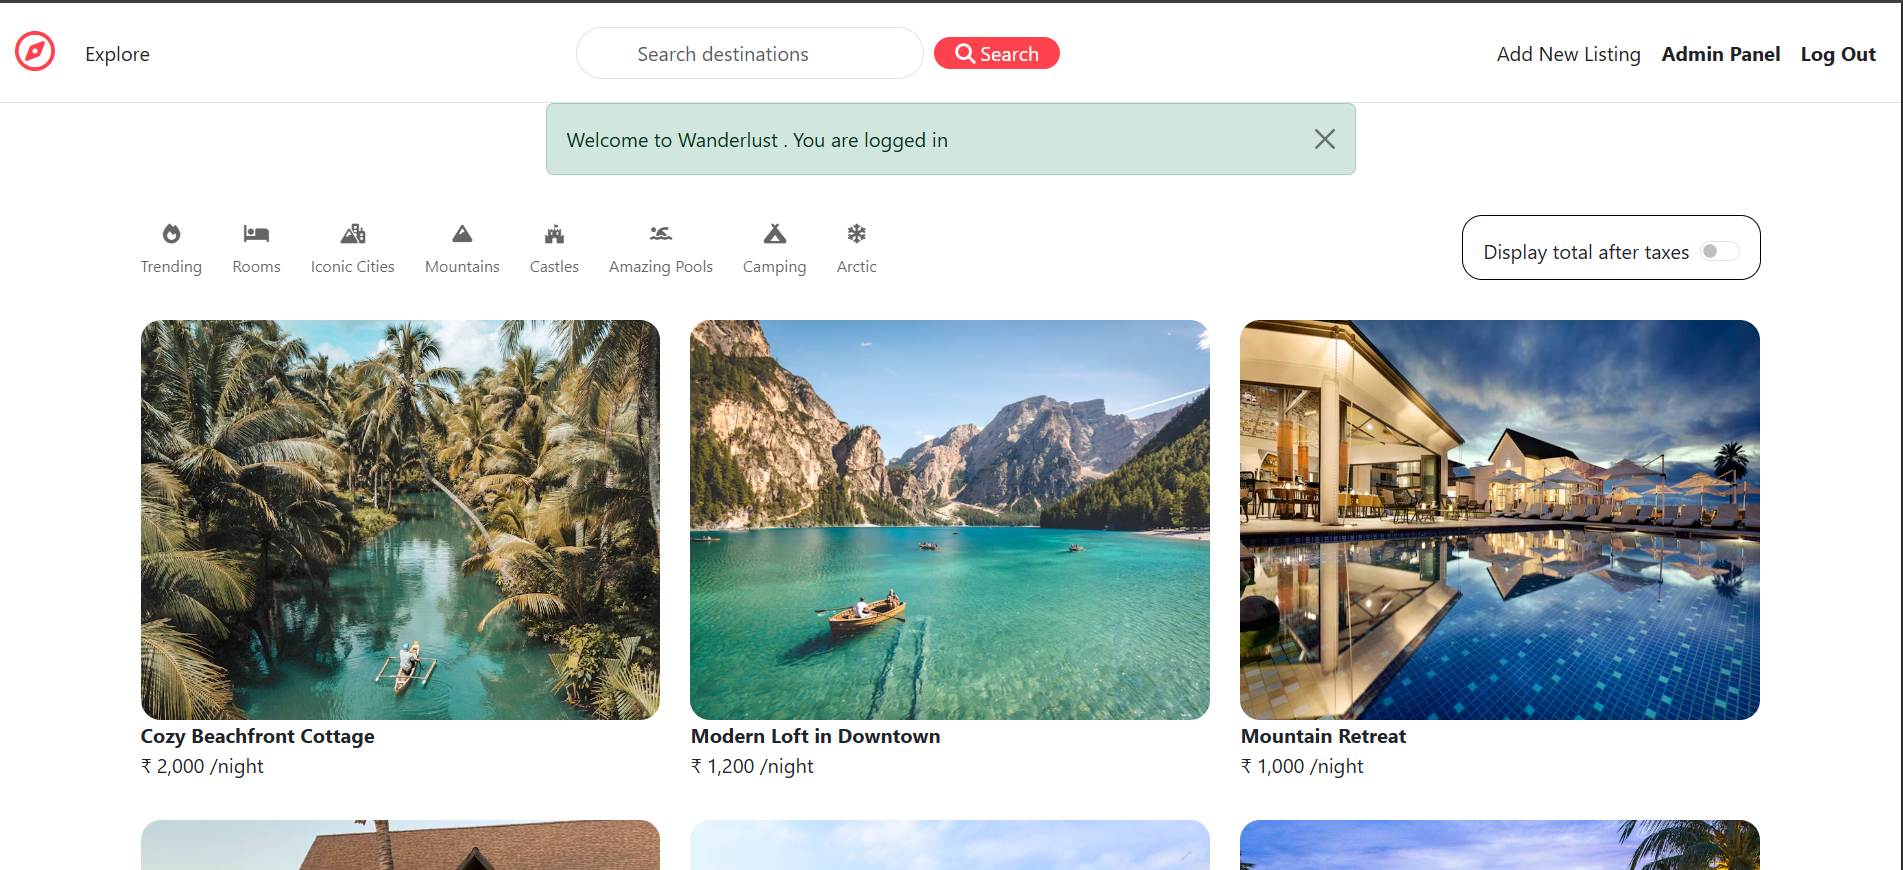 Explore
Search destinations
Search
Add New Listing
Admin Panel
Log Out
Welcome to Wanderlust . You are logged in
Trending
Rooms
Iconic Cities
Mountains
Castles
Amazing Pools
Camping
Arctic
Display total after taxes
Cozy Beachfront Cottage
₹ 2,000 /night
Modern Loft in Downtown
₹ 1,200 /night
Mountain Retreat
₹ 1,000 /night